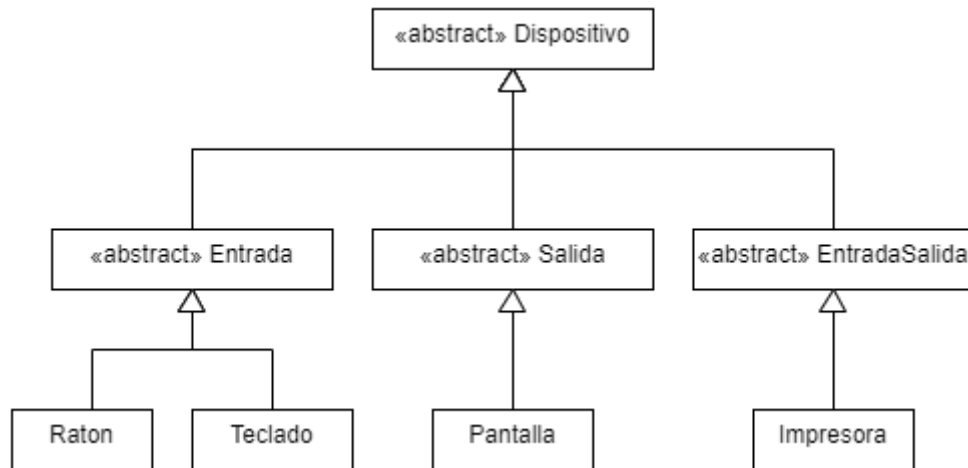 «abstract» Dispositivo
«abstract» Entrada
«abstract» Salida
«abstract» EntradaSalida
Raton
Teclado
Pantalla
Impresora